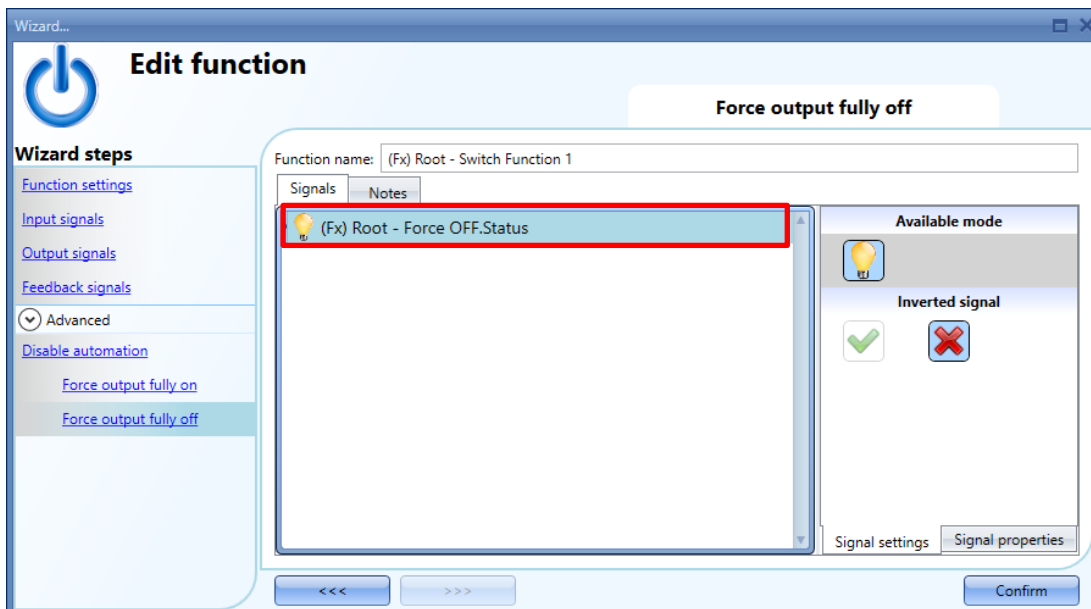 Wizard...
Edit function
Force output fully off
Wizard steps
Function settings
Input signals
Output signals
Feedback signals
Advanced
Disable automation
Force output fully on
Force output fully off
Function name: (Fx) Root - Switch Function 1
Signals Notes
(Fx) Root - Force OFF.Status
Available mode
Inverted signal
Signal settings Signal properties
<<< >>> Confirm